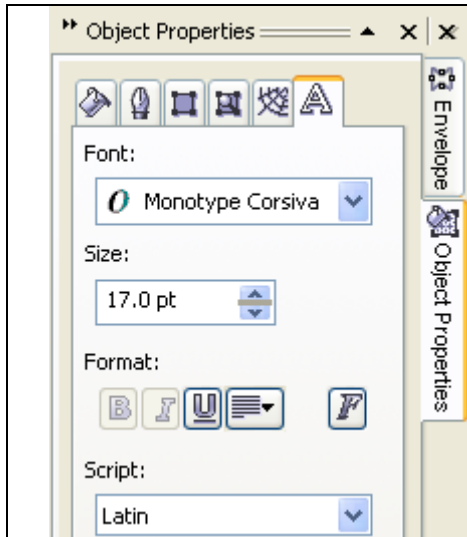 Object Properties
Font:
O Monotype Corsiva
Size:
17.0 pt
Format:
B I U F
Script:
Latin
Envelope
Object Properties